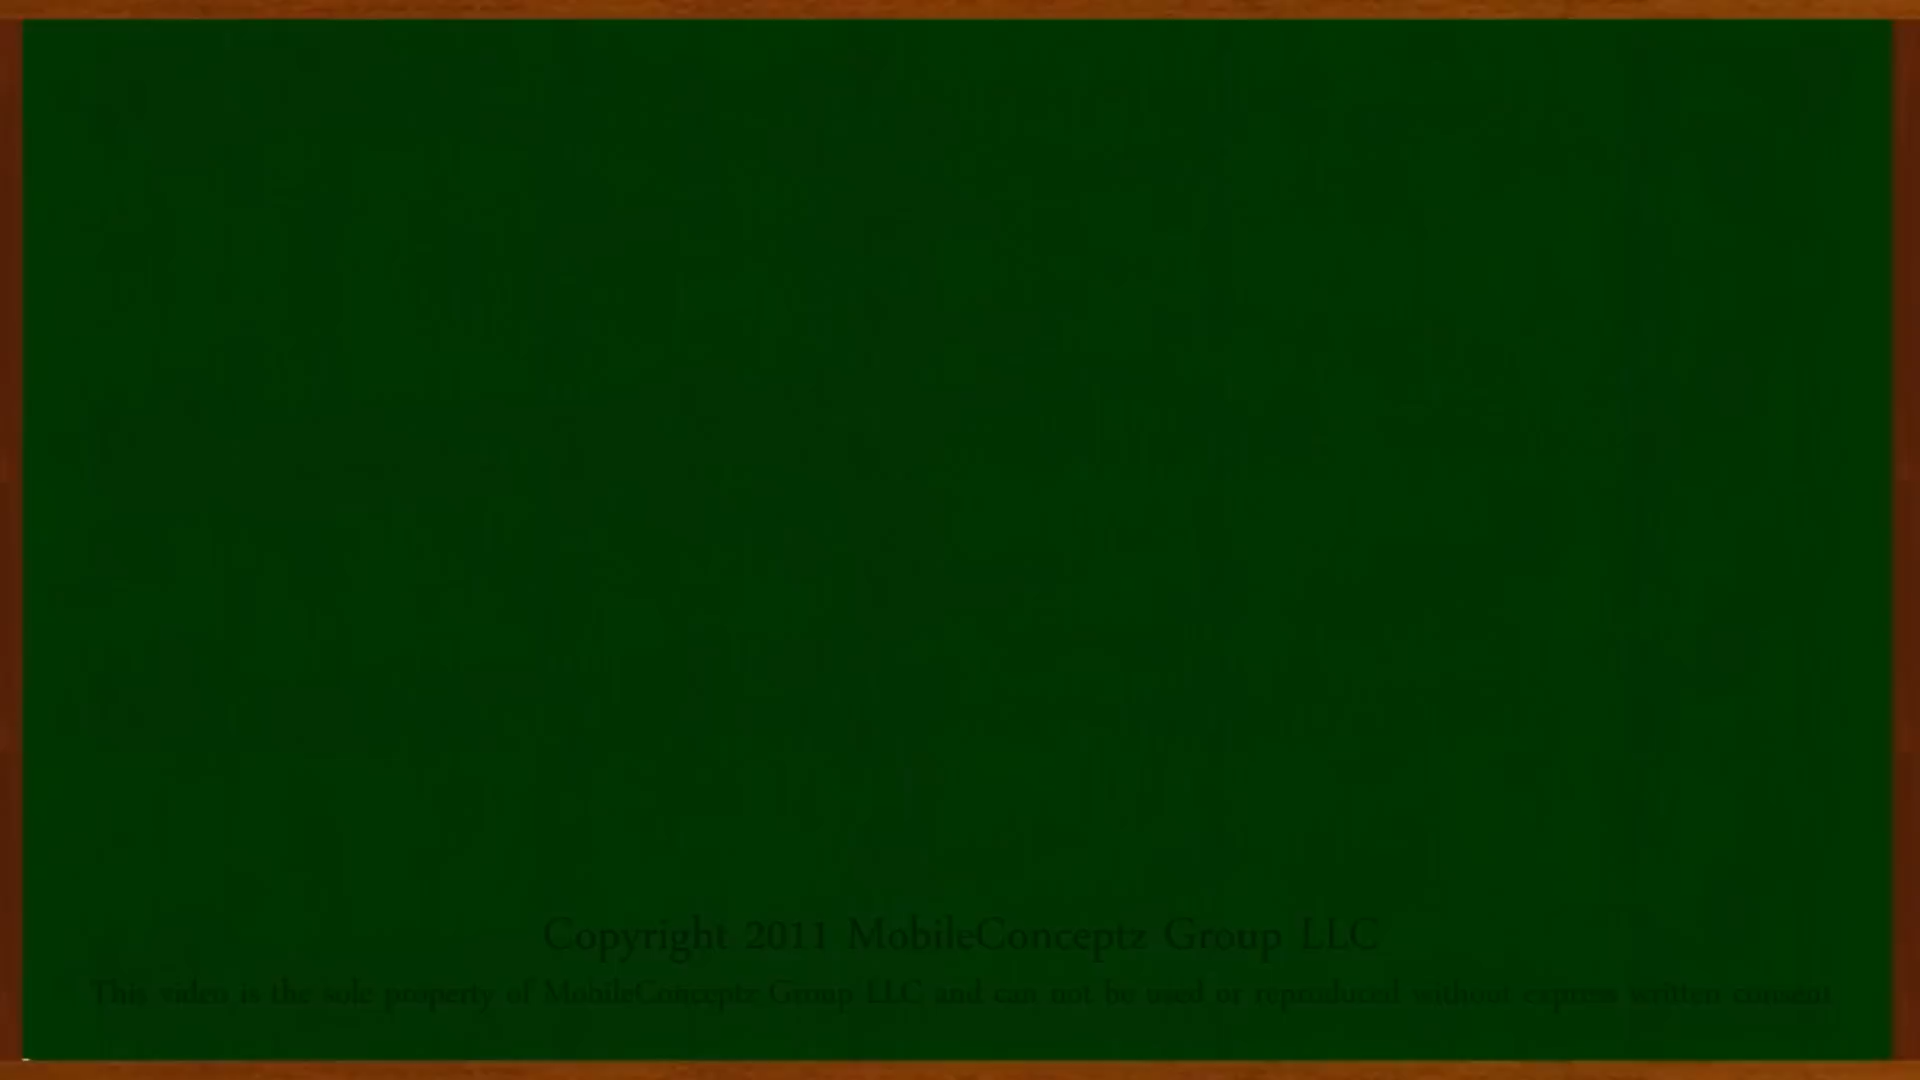 Copyright 2011 MobileConceptz Group LLC
This video is the sole property of MobileConceptz Group LLC and can not be used or reproduced without express written consent